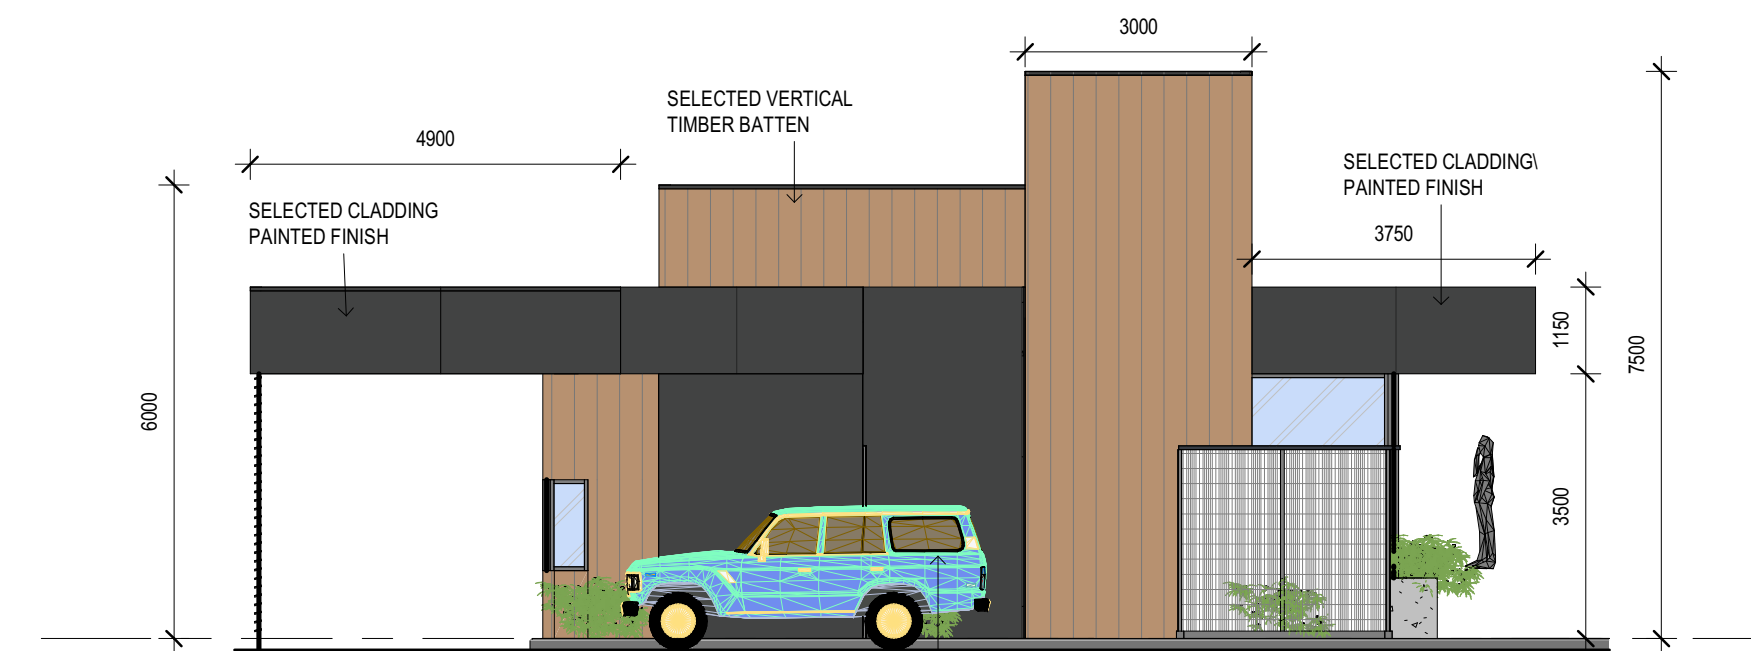 3000
SELECTED VERTICAL
TIMBER BATTEN
4900
SELECTED CLADDING\
PAINTED FINISH
SELECTED CLADDING
PAINTED FINISH
3750
1150
7500
6000
3500